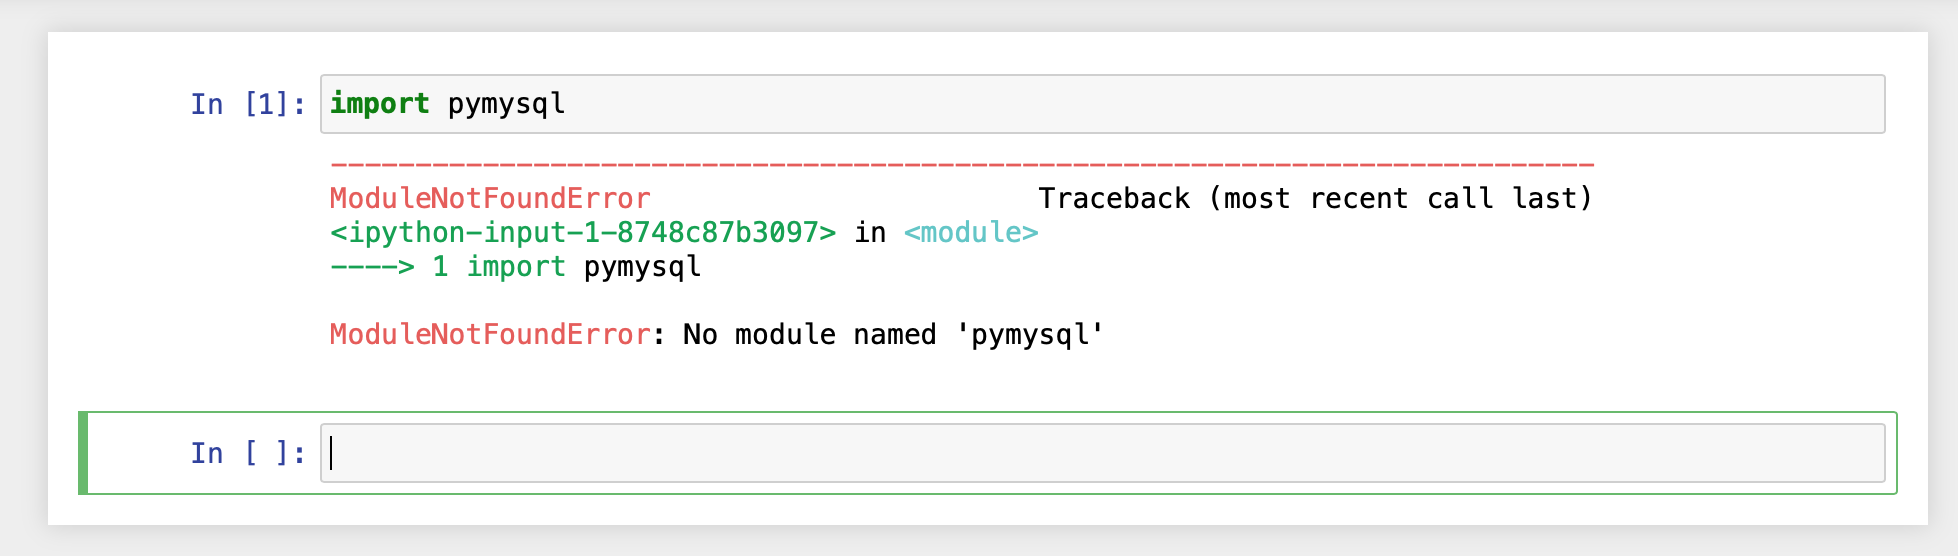 In [1]: import pymysql
---------------------------------------------------------------------------
ModuleNotFoundError                       Traceback (most recent call last)
<ipython-input-1-8748c87b3097> in <module>
----> 1 import pymysql
ModuleNotFoundError: No module named 'pymysql'
In [ ]: